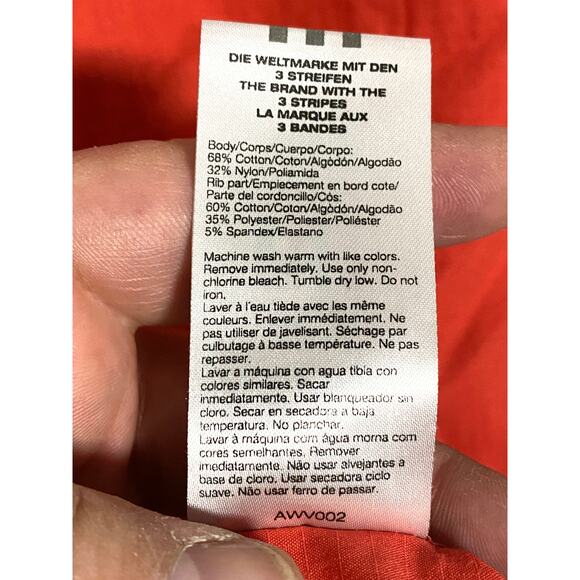 DIE WELTMARKE MIT DEN
3 STREIFEN
THE BRAND WITH THE
3 STRIPES
LA MARQUE AUX
3 BANDES
Body/Corps/Cuerpo/Corpo:
68% Cotton/Coton/Algódón/Algodão
32% Nylon/Poliamida
Rib part/Empiecement en bord cote/
Parte del cordoncillo/Cós:
60% Cotton/Coton/Algódón/Algodão
35% Polyester/Poliester/Poliéster
5% Spandex/Elastano
Machine wash warm with like colors.
Remove immediately. Use only non-
chlorine bleach. Tumble dry low. Do not
iron.
Laver à l'eau tiède avec les même
couleurs. Enlever immédiatement. Ne
pas utiliser de javelisant. Séchage par
culbutage à basse température. Ne pas
repasser.
Lavar a máquina con agua tibia con
colores similares. Sacar
inmediatamente. Usar blanqueador sin
cloro. Secar en secadora a baja
temperatura. No planchar.
Lavar à máquina com água morna com
cores semelhantes. Remover
imediatamente. Não usar alvejantes a
base de cloro. Usar secadora ciclo
suave. Não usar ferro de passar.
AWV002